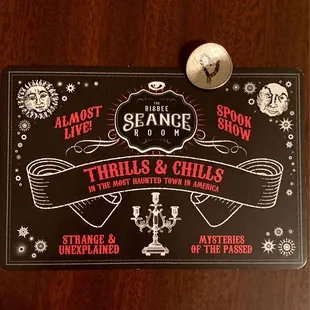 ALMOST LIVE!
THE
BISBEE
SEANCE
ROOM
SPOOK SHOW
THRILLS & CHILLS
IN THE MOST HAUNTED TOWN IN AMERICA
STRANGE & UNEXPLAINED
MYSTERIES OF THE PASSED